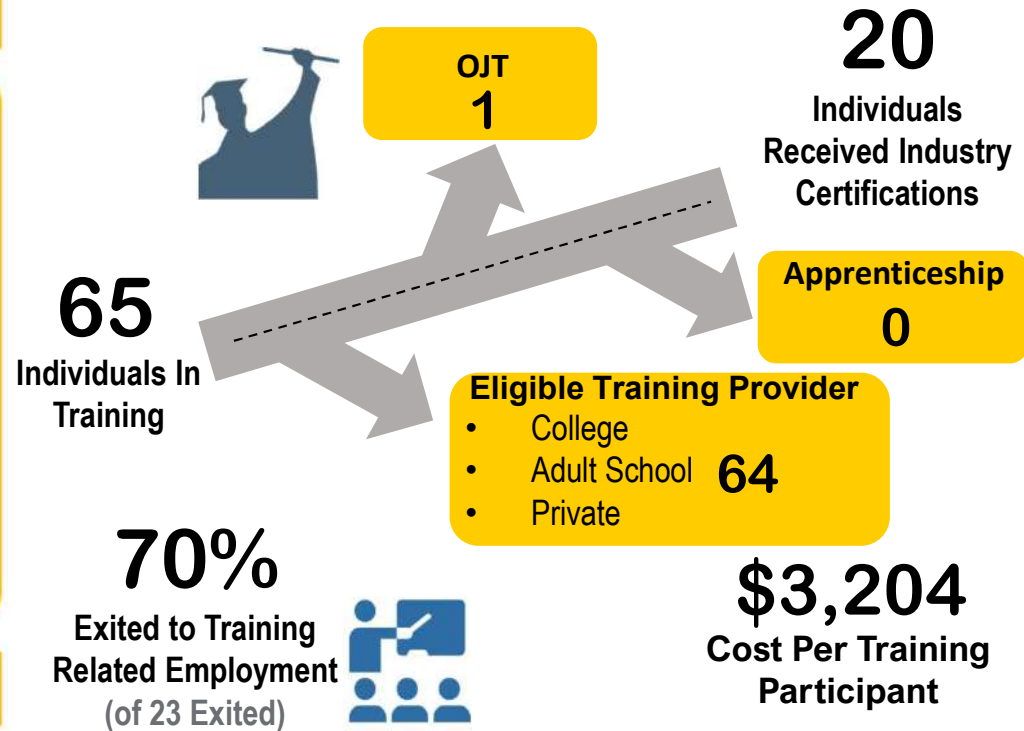 OJT
1
20
Individuals
Received Industry
Certifications
65
Individuals In
Training
Apprenticeship
0
Eligible Training Provider
• College
• Adult School 64
• Private
70%
Exited to Training
Related Employment
(of 23 Exited)
$3,204
Cost Per Training
Participant